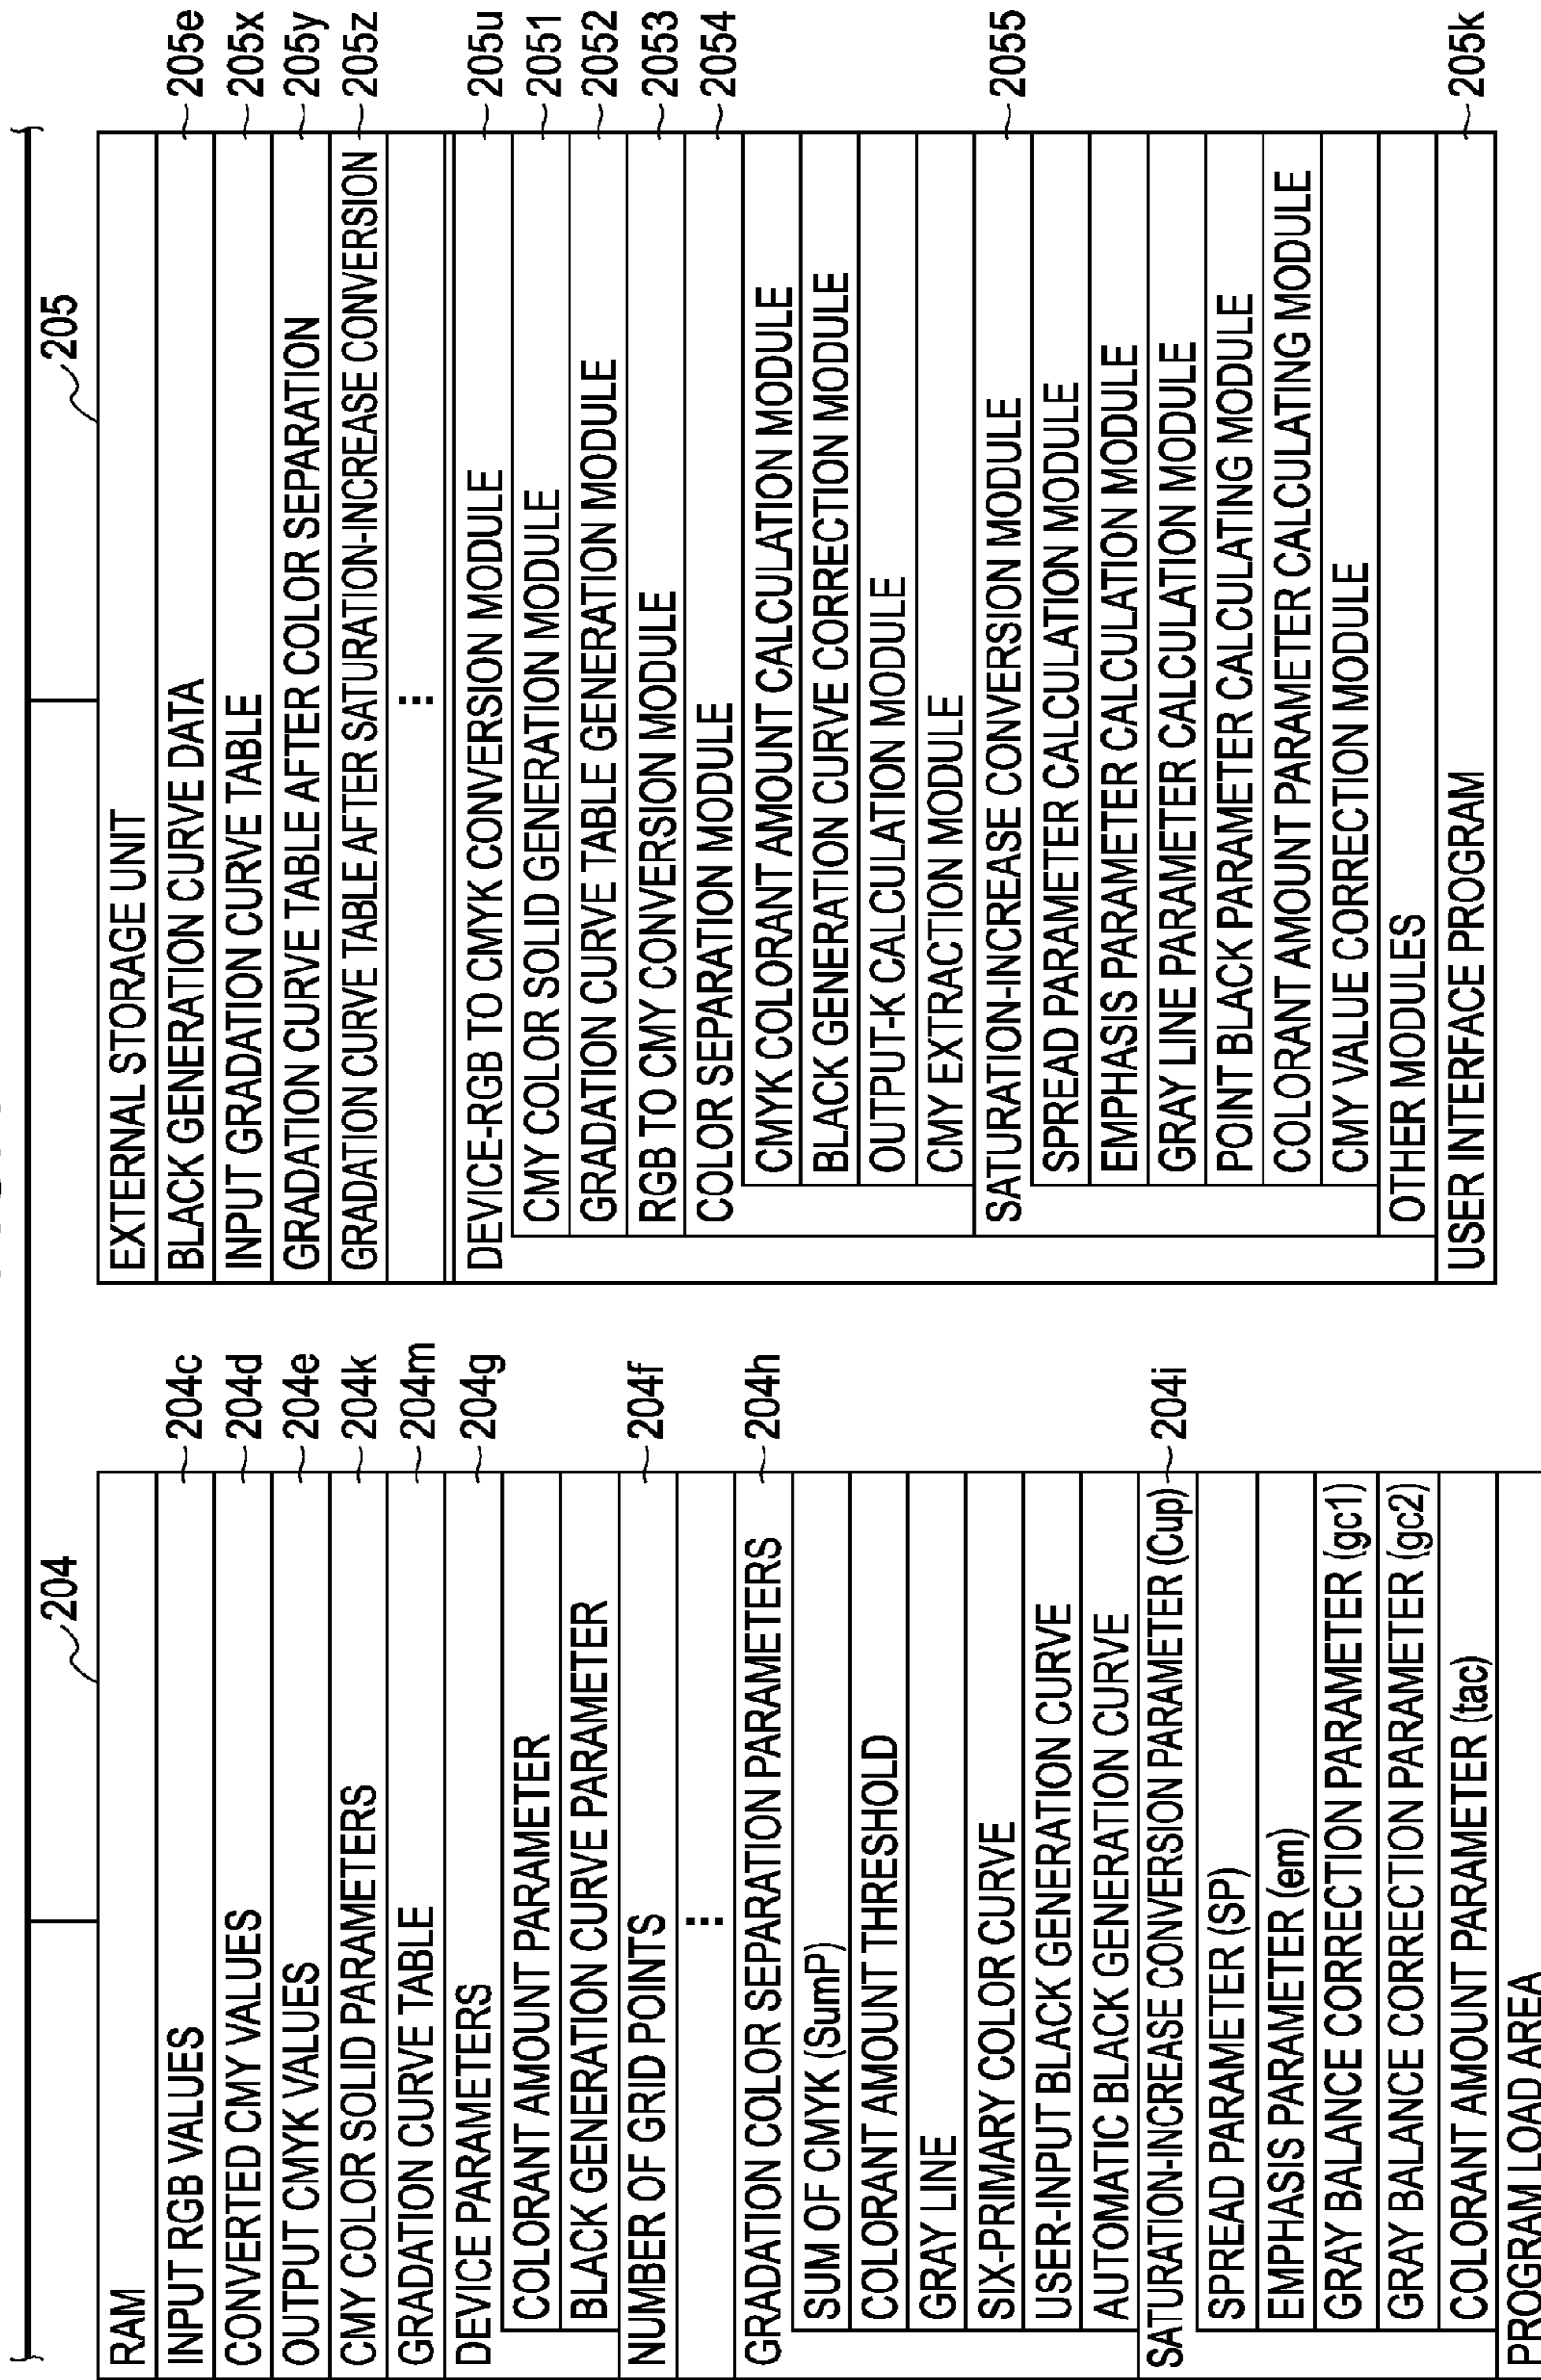 204
RAM
INPUT RGB VALUES 204c
CONVERTED CMY VALUES 204d
OUTPUT CMYK VALUES 204e
CMY COLOR SOLID PARAMETERS 204k
GRADATION CURVE TABLE 204m
DEVICE PARAMETERS 204g
COLORANT AMOUNT PARAMETER
BLACK GENERATION CURVE PARAMETER
NUMBER OF GRID POINTS 204f
⋮
GRADATION COLOR SEPARATION PARAMETERS 204h
SUM OF CMYK (SumP)
COLORANT AMOUNT THRESHOLD
GRAY LINE
SIX-PRIMARY COLOR CURVE
USER-INPUT BLACK GENERATION CURVE
AUTOMATIC BLACK GENERATION CURVE
SATURATION-INCREASE CONVERSION PARAMETER (Cup) 204i
SPREAD PARAMETER (SP)
EMPHASIS PARAMETER (em)
GRAY BALANCE CORRECTION PARAMETER (gc1)
GRAY BALANCE CORRECTION PARAMETER (gc2)
COLORANT AMOUNT PARAMETER (tac)
PROGRAM LOAD AREA
205
EXTERNAL STORAGE UNIT
BLACK GENERATION CURVE DATA 205e
INPUT GRADATION CURVE TABLE 205x
GRADATION CURVE TABLE AFTER COLOR SEPARATION 205y
GRADATION CURVE TABLE AFTER SATURATION-INCREASE CONVERSION 205z
⋮
DEVICE-RGB TO CMYK CONVERSION MODULE 205u
CMY COLOR SOLID GENERATION MODULE 2051
GRADATION CURVE TABLE GENERATION MODULE 2052
RGB TO CMY CONVERSION MODULE 2053
COLOR SEPARATION MODULE 2054
CMYK COLORANT AMOUNT CALCULATION MODULE
BLACK GENERATION CURVE CORRECTION MODULE
OUTPUT-K CALCULATION MODULE
CMY EXTRACTION MODULE
SATURATION-INCREASE CONVERSION MODULE 2055
SPREAD PARAMETER CALCULATION MODULE
EMPHASIS PARAMETER CALCULATION MODULE
GRAY LINE PARAMETER CALCULATION MODULE
POINT BLACK PARAMETER CALCULATING MODULE
COLORANT AMOUNT PARAMETER CALCULATING MODULE
CMY VALUE CORRECTION MODULE
OTHER MODULES
USER INTERFACE PROGRAM 205k